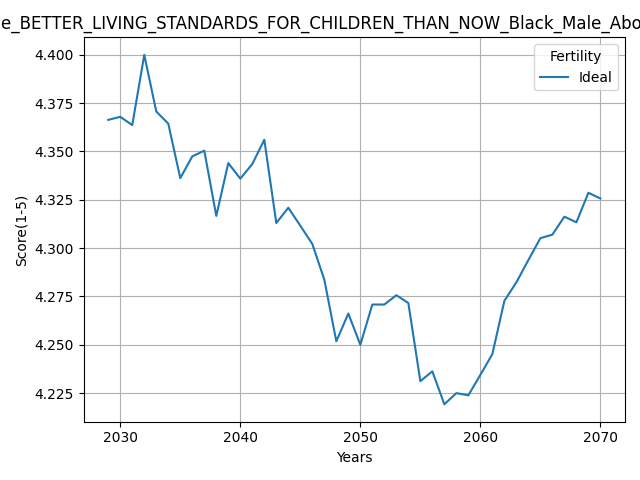 e_BETTER_LIVING_STANDARDS_FOR_CHILDREN_THAN_NOW_Black_Male_Abo
Fertility
Ideal
4.400
4.375
4.350
4.325
4.300
4.275
4.250
4.225
Score(1-5)
2030 2040 2050 2060 2070
Years